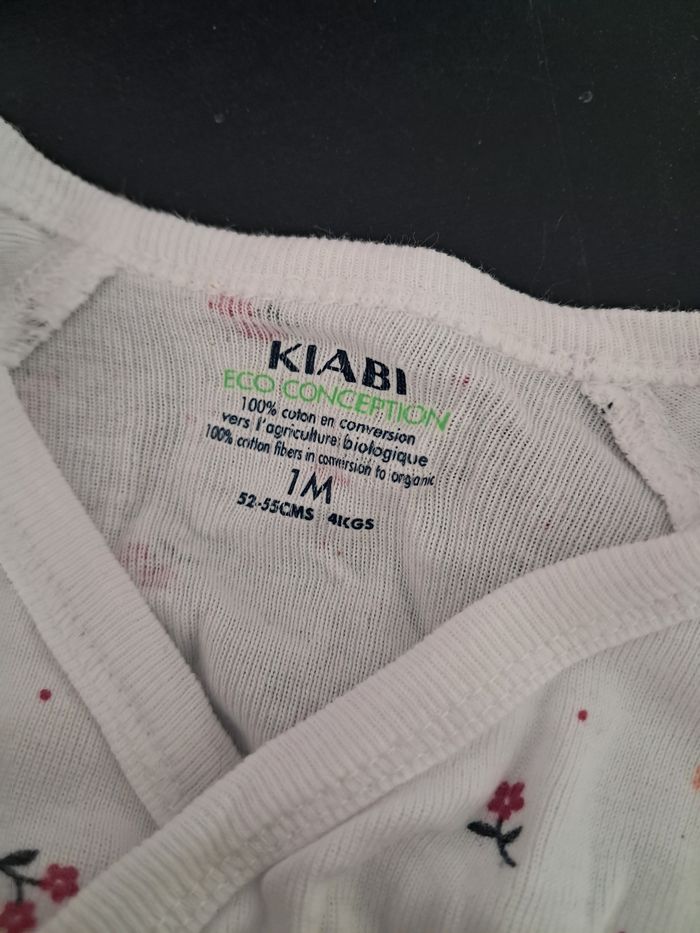 KIABI
ECO CONCEPTION
100% coton en conversion
vers l'agriculture biologique
100% cotton fibers in conversion to organic
1M
52-55CMS 4KGS